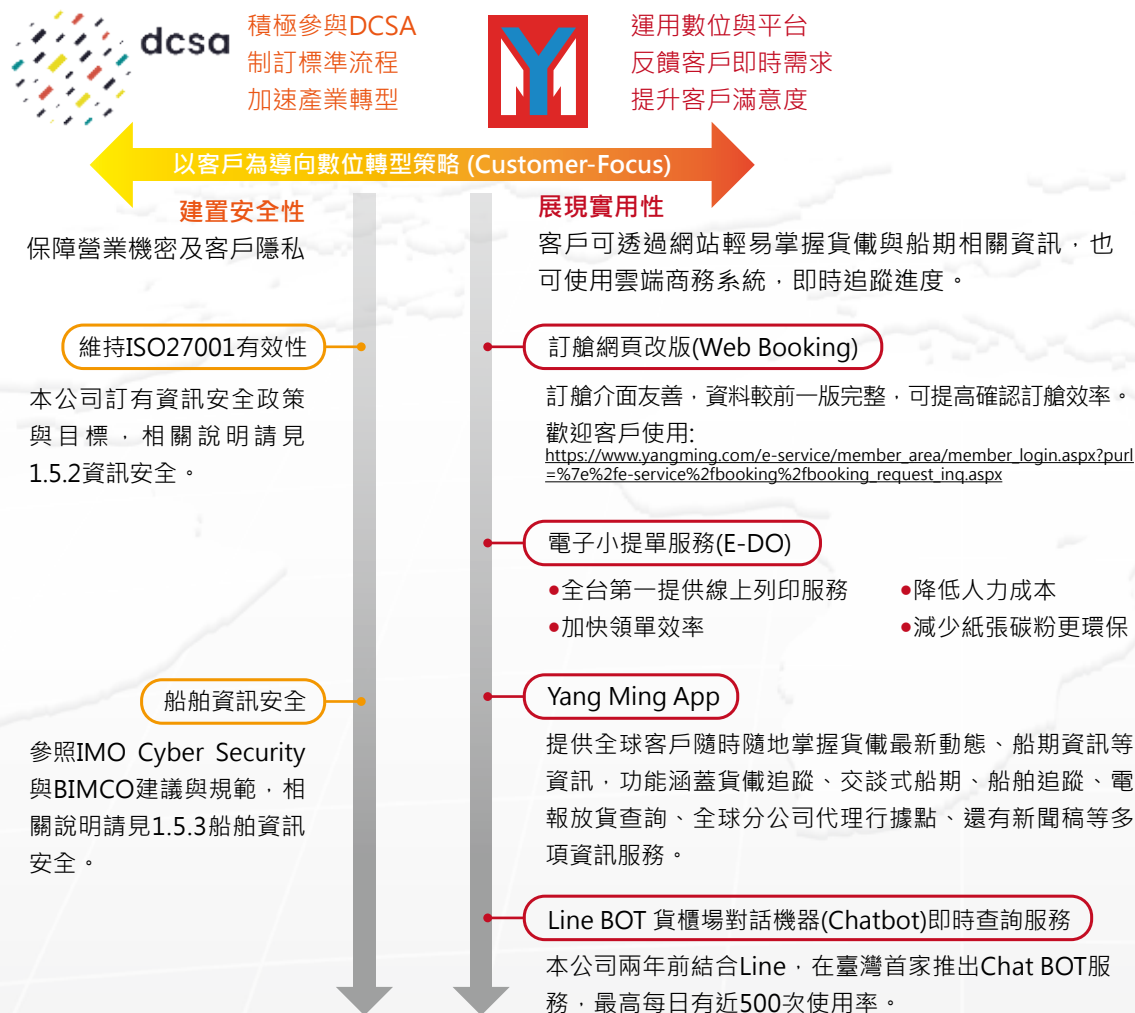 dcsa
積極參與DCSA
制訂標準流程
加速產業轉型
運用數位與平台
反饋客戶即時需求
提升客戶滿意度
以客戶為導向數位轉型策略 (Customer-Focus)
建置安全性
保障營業機密及客戶隱私
維持ISO27001有效性
本公司訂有資訊安全政策
與目標，相關說明請見
1.5.2資訊安全。
船舶資訊安全
參照IMO Cyber Security
與BIMCO建議與規範，相
關說明請見1.5.3船舶資訊
安全。
展現實用性
客戶可透過網站輕易掌握貨儎與船期相關資訊，也
可使用雲端商務系統，即時追蹤進度。
訂艙網頁改版(Web Booking)
訂艙介面友善，資料較前一版完整，可提高確認訂艙效率。
歡迎客戶使用:
https://www.yangming.com/e-service/member_area/member_login.aspx?purl
=%7e%2fe-service%2fbooking%2fbooking_request_inq.aspx
電子小提單服務(E-DO)
●全台第一提供線上列印服務 ●降低人力成本
●加快領單效率 ●減少紙張碳粉更環保
Yang Ming App
提供全球客戶隨時隨地掌握貨儎最新動態、船期資訊等
資訊，功能涵蓋貨儎追蹤、交談式船期、船舶追蹤、電
報放貨查詢、全球分公司代理行據點、還有新聞稿等多
項資訊服務。
Line BOT 貨櫃場對話機器(Chatbot)即時查詢服務
本公司兩年前結合Line，在臺灣首家推出Chat BOT服
務，最高每日有近500次使用率。